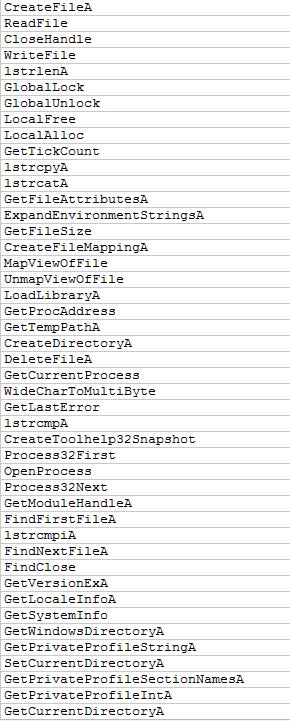 CreateFileA
ReadFile
CloseHandle
WriteFile
lstrlenA
GlobalLock
GlobalUnlock
LocalFree
LocalAlloc
GetTickCount
lstrcpyA
lstrcatA
GetFileAttributesA
ExpandEnvironmentStringsA
GetFileSize
CreateFileMappingA
MapViewOfFile
UnmapViewOfFile
LoadLibraryA
GetProcAddress
GetTempPathA
CreateDirectoryA
DeleteFileA
GetCurrentProcess
WideCharToMultiByte
GetLastError
lstrcmpA
CreateToolhelp32Snapshot
Process32First
OpenProcess
Process32Next
GetModuleHandleA
FindFirstFileA
lstrcmpiA
FindNextFileA
FindClose
GetVersionExA
GetLocaleInfoA
GetSystemInfo
GetWindowsDirectoryA
GetPrivateProfileStringA
SetCurrentDirectoryA
GetPrivateProfileSectionNamesA
GetPrivateProfileIntA
GetCurrentDirectoryA